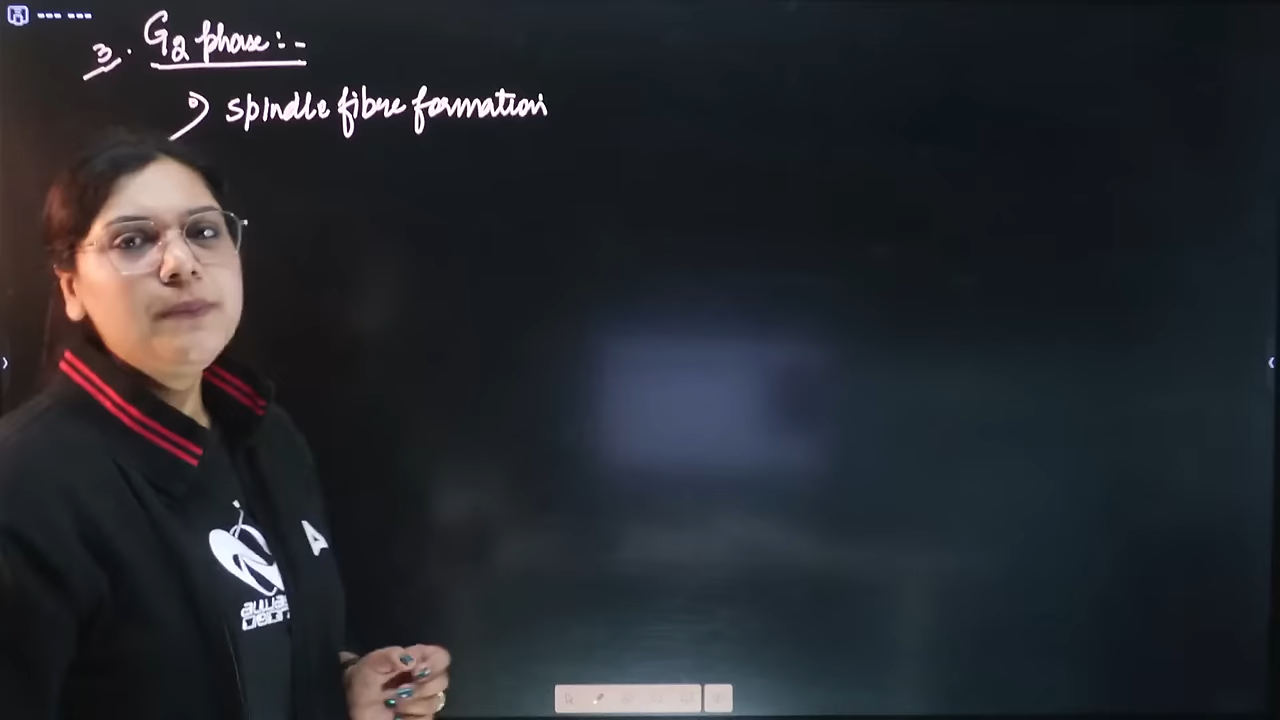 3. G2 phase:-
spindle fibre formation
A